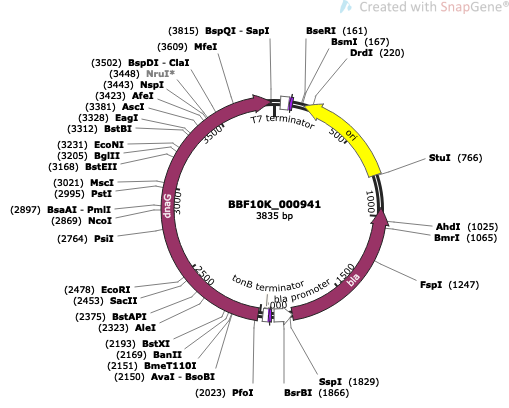 Created with SnapGene®
(3815) BspQI - SapI
(3609) MfeI
(3502) BspDI - ClaI
(3448) NruI*
(3443) NspI
(3423) AfeI
(3381) AscI
(3328) EagI
(3312) BstBI
(3231) EcoNI
(3205) BglII
(3168) BstEII
(3021) MscI
(2995) PstI
(2897) BsaAI - PmlI
(2869) NcoI
(2764) PsiI
(2478) EcoRI
(2453) SacII
(2375) BstAPI
(2323) AleI
(2193) BstXI
(2169) BanII
(2151) BmeT110I
(2150) AvaI - BsoBI
(2023) PfoI
BseRI (161)
BsmI (167)
DrdI (220)
StuI (766)
AhdI (1025)
BmrI (1065)
FspI (1247)
SspI (1829)
BsrBI (1866)
T7 terminator
ori
500
1000
1500
bla
bla promoter
tonB terminator
2500
3000
3500
dnaG
BBF10K_000941
3835 bp